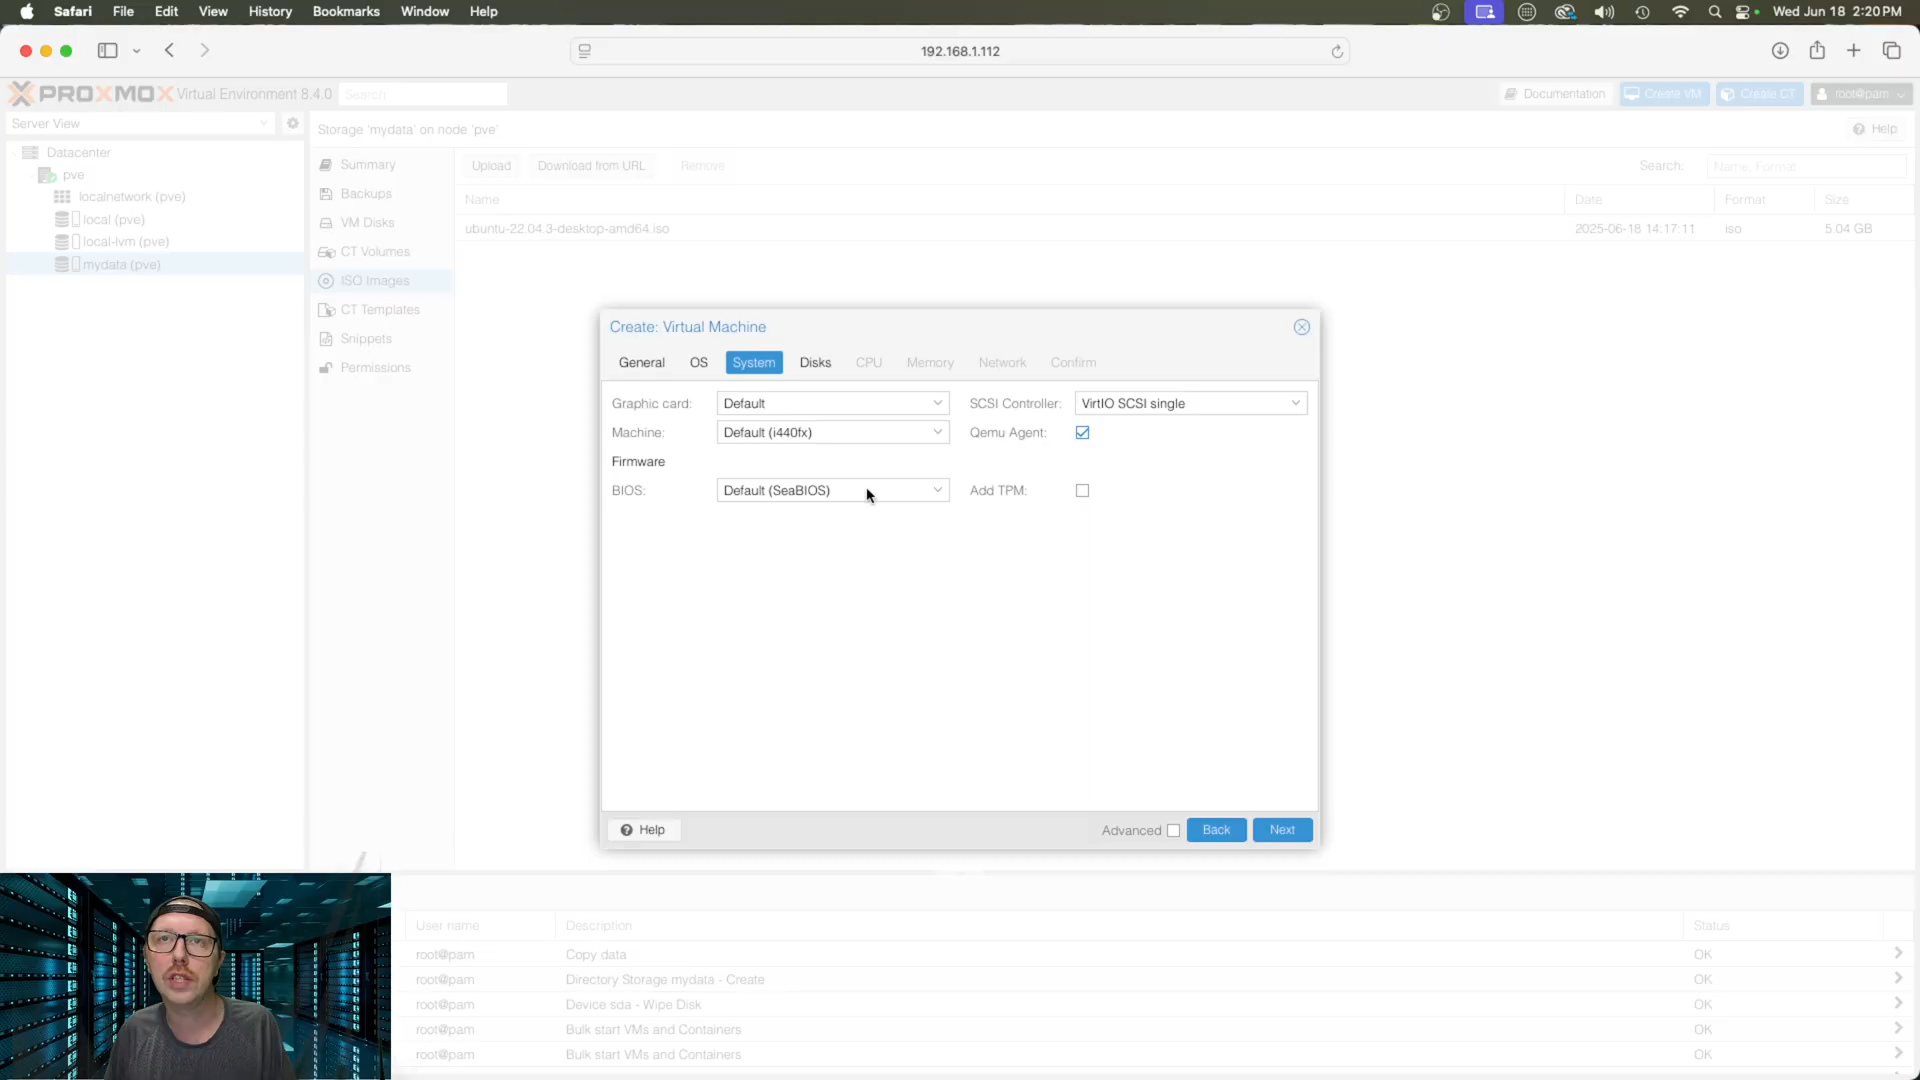 Safari File Edit View History Bookmarks Window Help Wed Jun 18 2:20 PM
192.168.1.112
PROXMOX Virtual Environment 8.4.0 Search Documentation Create VM Create CT root@pam
Server View
Storage 'mydata' on node 'pve' Help
Datacenter
pve
localnetwork (pve)
local (pve)
local-lvm (pve)
mydata (pve)
Summary
Backups
VM Disks
CT Volumes
ISO Images
CT Templates
Snippets
Permissions
Upload Download from URL Remove Search: Name, Format
Name Date Format Size
ubuntu-22.04.3-desktop-amd64.iso 2025-06-18 14:17:11 iso 5.04 GB
Create: Virtual Machine
General OS System Disks CPU Memory Network Confirm
Graphic card: Default SCSI Controller: VirtIO SCSI single
Machine: Default (i440fx) Qemu Agent:
Firmware
BIOS: Default (SeaBIOS) Add TPM:
Help Advanced Back Next
User name Description Status
root@pam Copy data OK
root@pam Directory Storage mydata - Create OK
root@pam Device sda - Wipe Disk OK
root@pam Bulk start VMs and Containers OK
root@pam Bulk start VMs and Containers OK